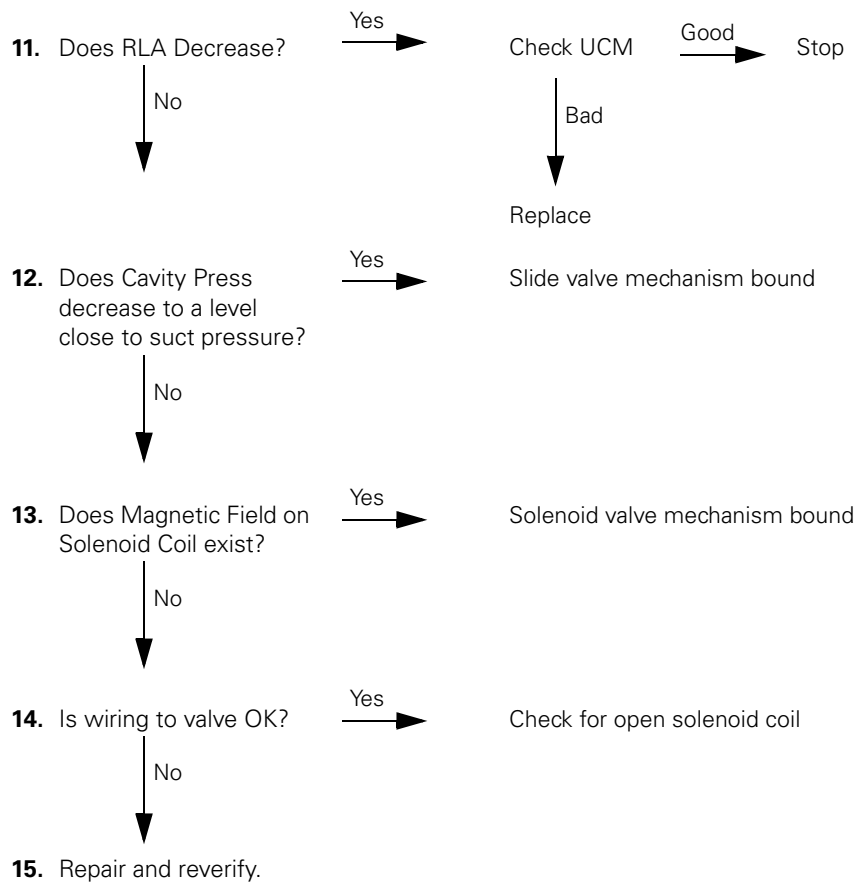 11. Does RLA Decrease?
Yes
Check UCM
Good
Stop
No
Bad
Replace
12. Does Cavity Press
decrease to a level
close to suct pressure?
Yes
Slide valve mechanism bound
No
13. Does Magnetic Field on
Solenoid Coil exist?
Yes
Solenoid valve mechanism bound
No
14. Is wiring to valve OK?
Yes
Check for open solenoid coil
No
15. Repair and reverify.